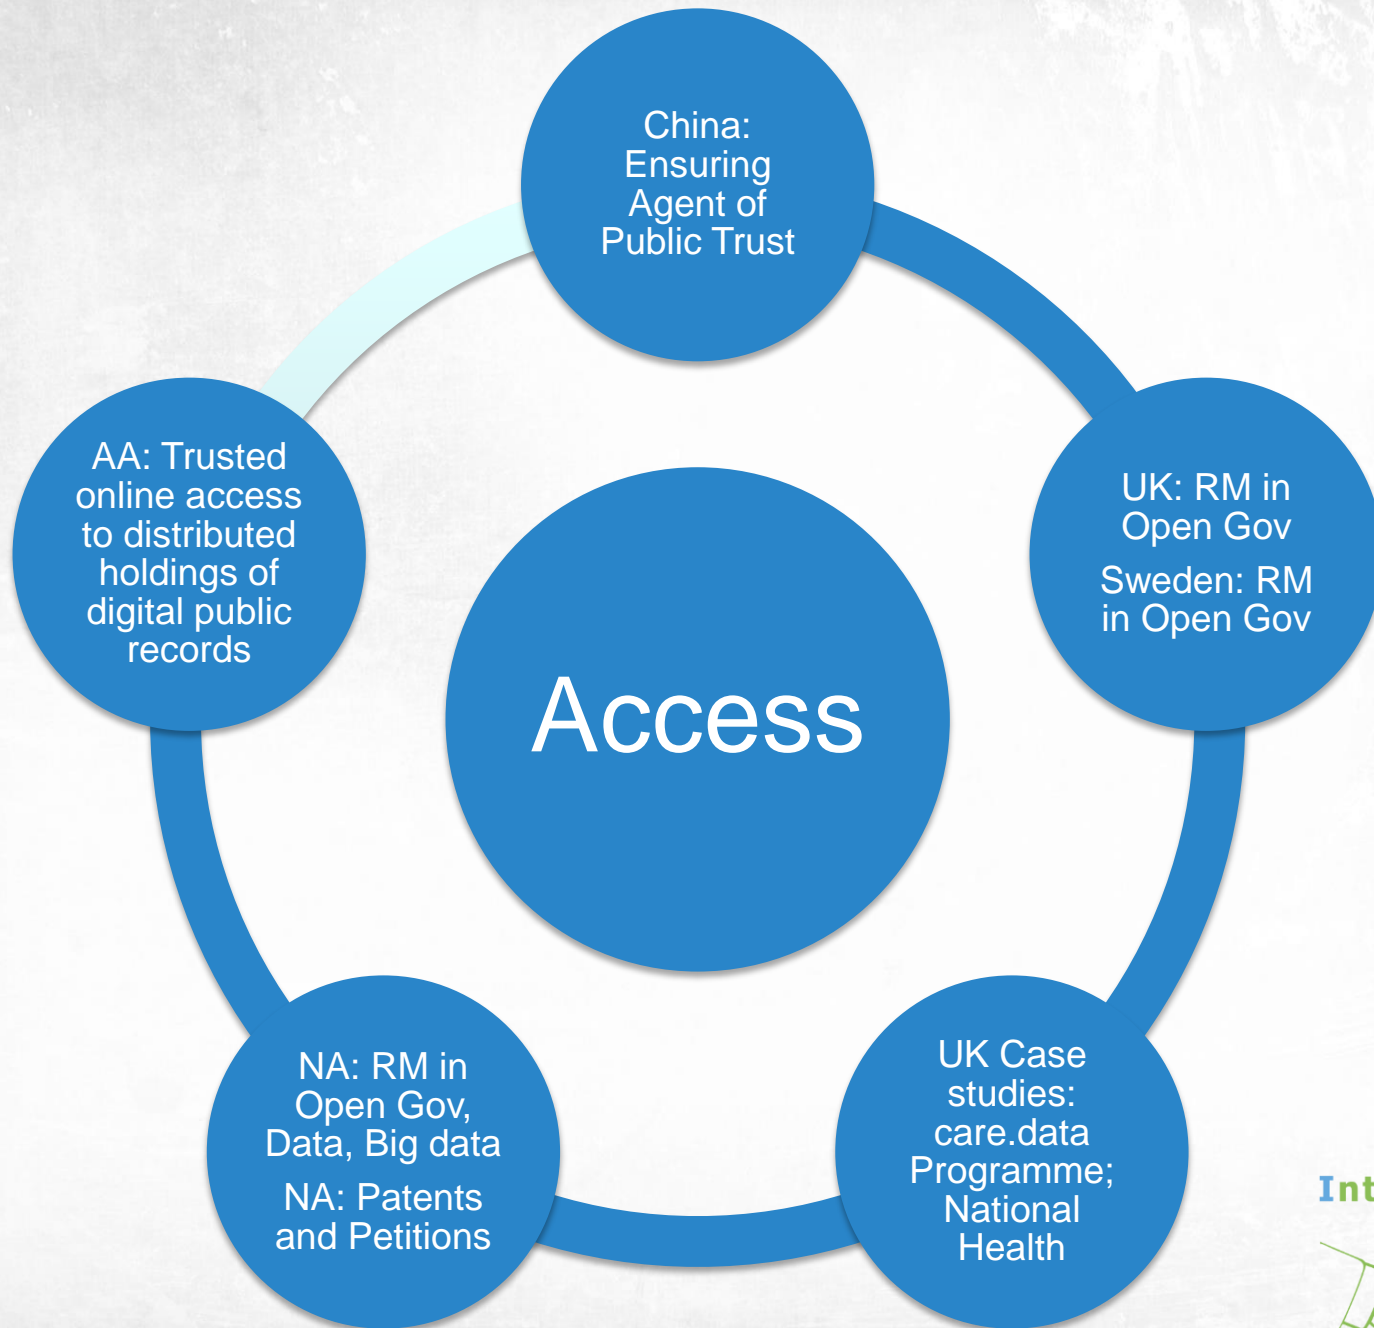 China:
Ensuring
Agent of
Public Trust
AA: Trusted
online access
to distributed
holdings of
digital public
records
UK: RM in
Open Gov
Sweden: RM
in Open Gov
Access
NA: RM in
Open Gov,
Data, Big data
NA: Patents
and Petitions
UK Case
studies:
care.data
Programme;
National
Health
Int